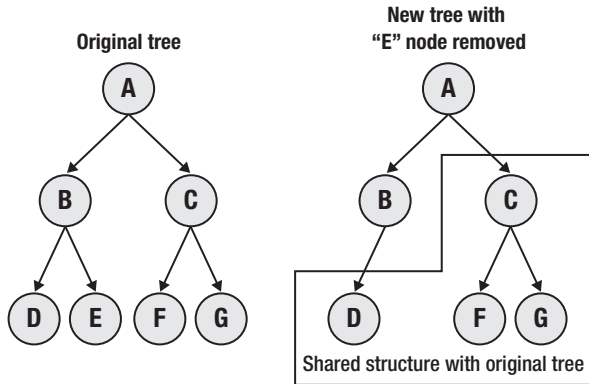 Original tree
New tree with
“E” node removed
A
A
B
C
B
C
D
E
F
G
D
F
G
Shared structure with original tree